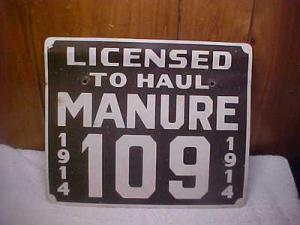 LICENSED
TO HAUL
MANURE
1914
109
1914